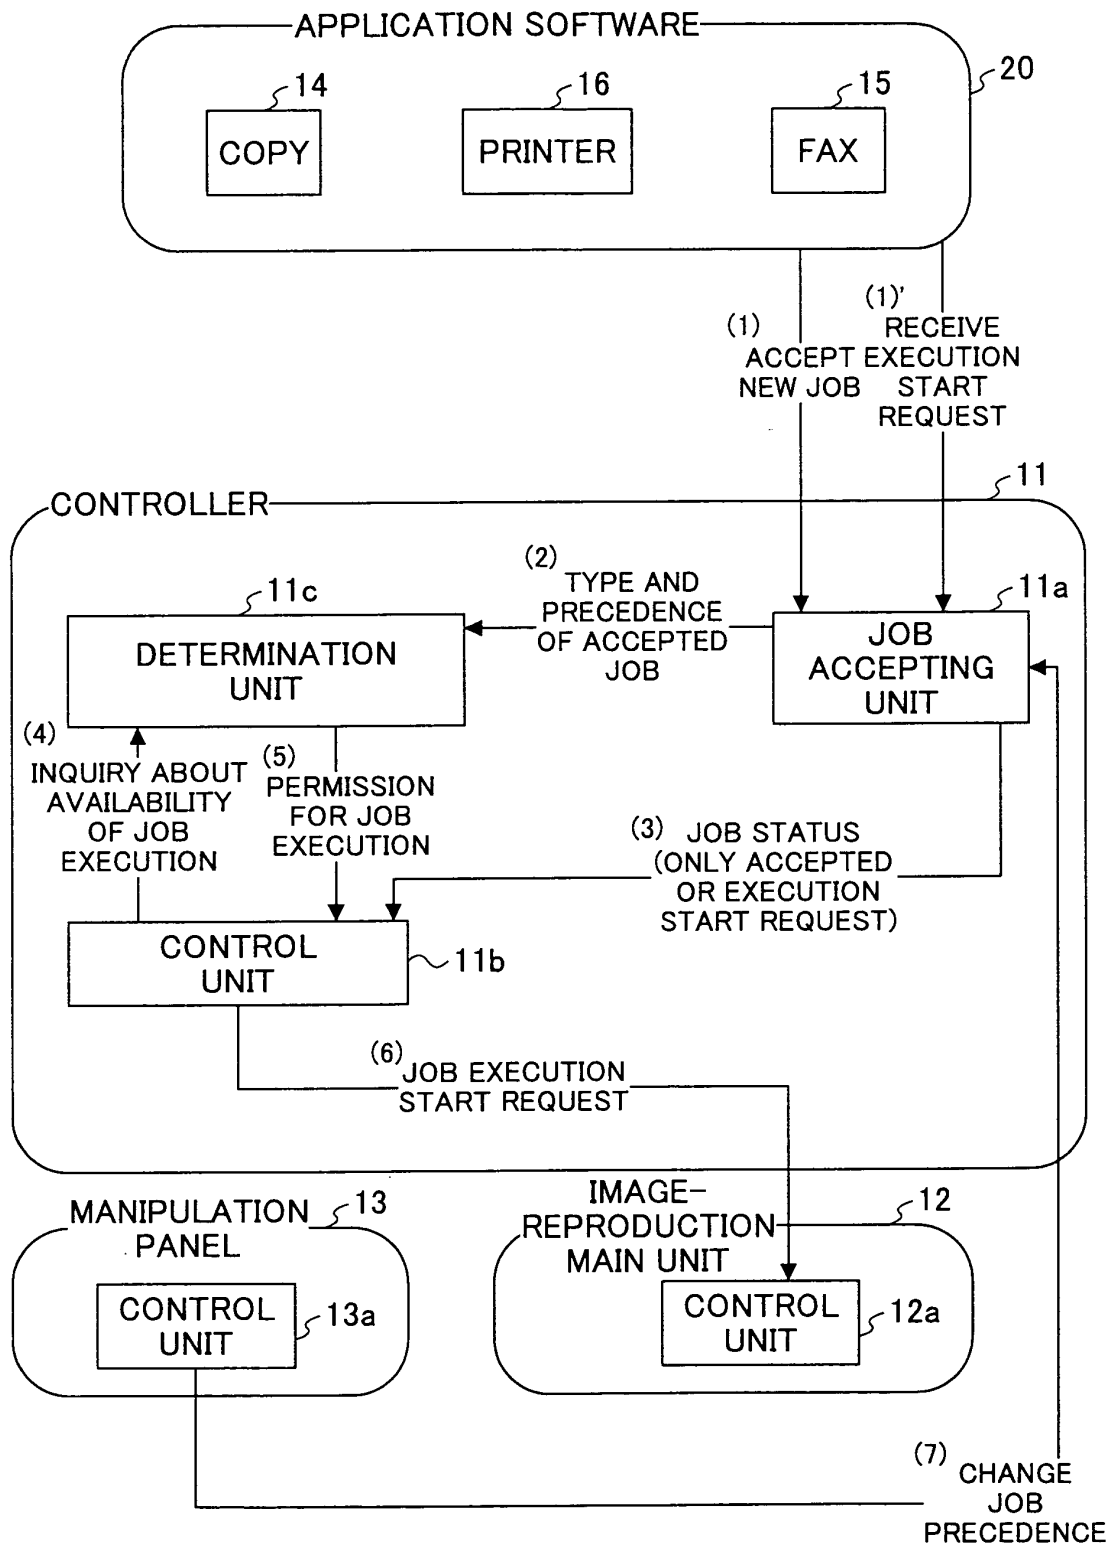 APPLICATION SOFTWARE
20
14
16
15
COPY
PRINTER
FAX
(1)
ACCEPT
NEW JOB
(1)'
RECEIVE
EXECUTION
START
REQUEST
11
CONTROLLER
(2)
TYPE AND
PRECEDENCE
OF ACCEPTED
JOB
11c
DETERMINATION
UNIT
11a
JOB
ACCEPTING
UNIT
(4)
INQUIRY ABOUT
AVAILABILITY
OF JOB
EXECUTION
(5)
PERMISSION
FOR JOB
EXECUTION
(3)
JOB STATUS
(ONLY ACCEPTED
OR EXECUTION
START REQUEST)
CONTROL
UNIT
11b
(6)
JOB EXECUTION
START REQUEST
MANIPULATION
PANEL
13
CONTROL
UNIT
13a
IMAGE-
REPRODUCTION
MAIN UNIT
12
CONTROL
UNIT
12a
(7)
CHANGE
JOB
PRECEDENCE